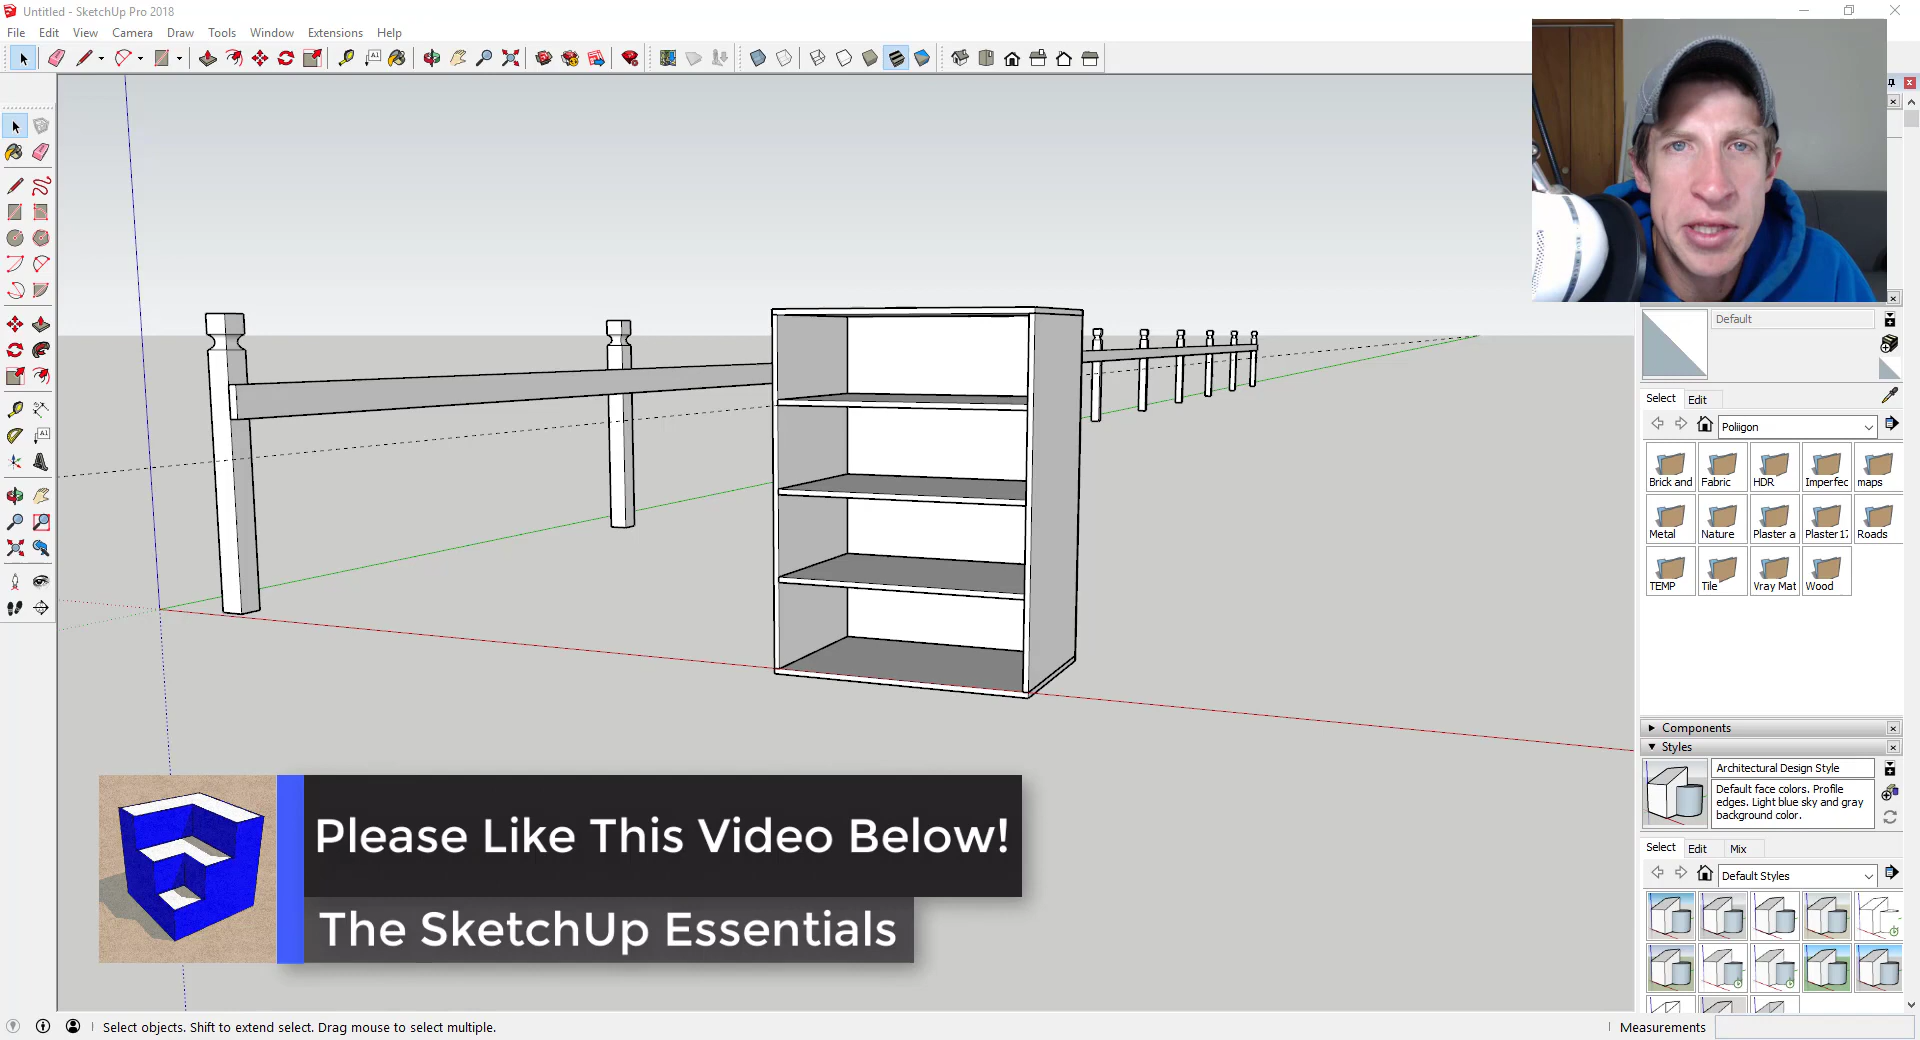 Untitled - SketchUp Pro 2018
File Edit View Camera Draw Tools Window Extensions Help
Default
Select Edit
Poliigon
Brick and Fabric HDR Imperfec maps
Metal Nature Plaster a Plaster17 Roads
TEMP Tile Vray Mat Wood
Components
Styles
Architectural Design Style
Default face colors. Profile
edges. Light blue sky and gray
background color.
Select Edit Mix
Default Styles
Please Like This Video Below!
The SketchUp Essentials
Select objects. Shift to extend select. Drag mouse to select multiple.
Measurements